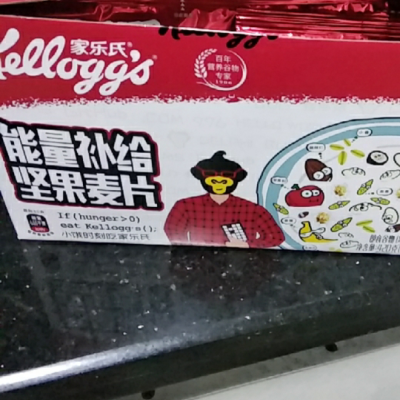 家乐氏®
Kellogg's®
百年
营养谷物
专家
1906
能量补给
坚果麦片
If(hunger>0)
eat Kellogg's();
小饿时刻吃家乐氏